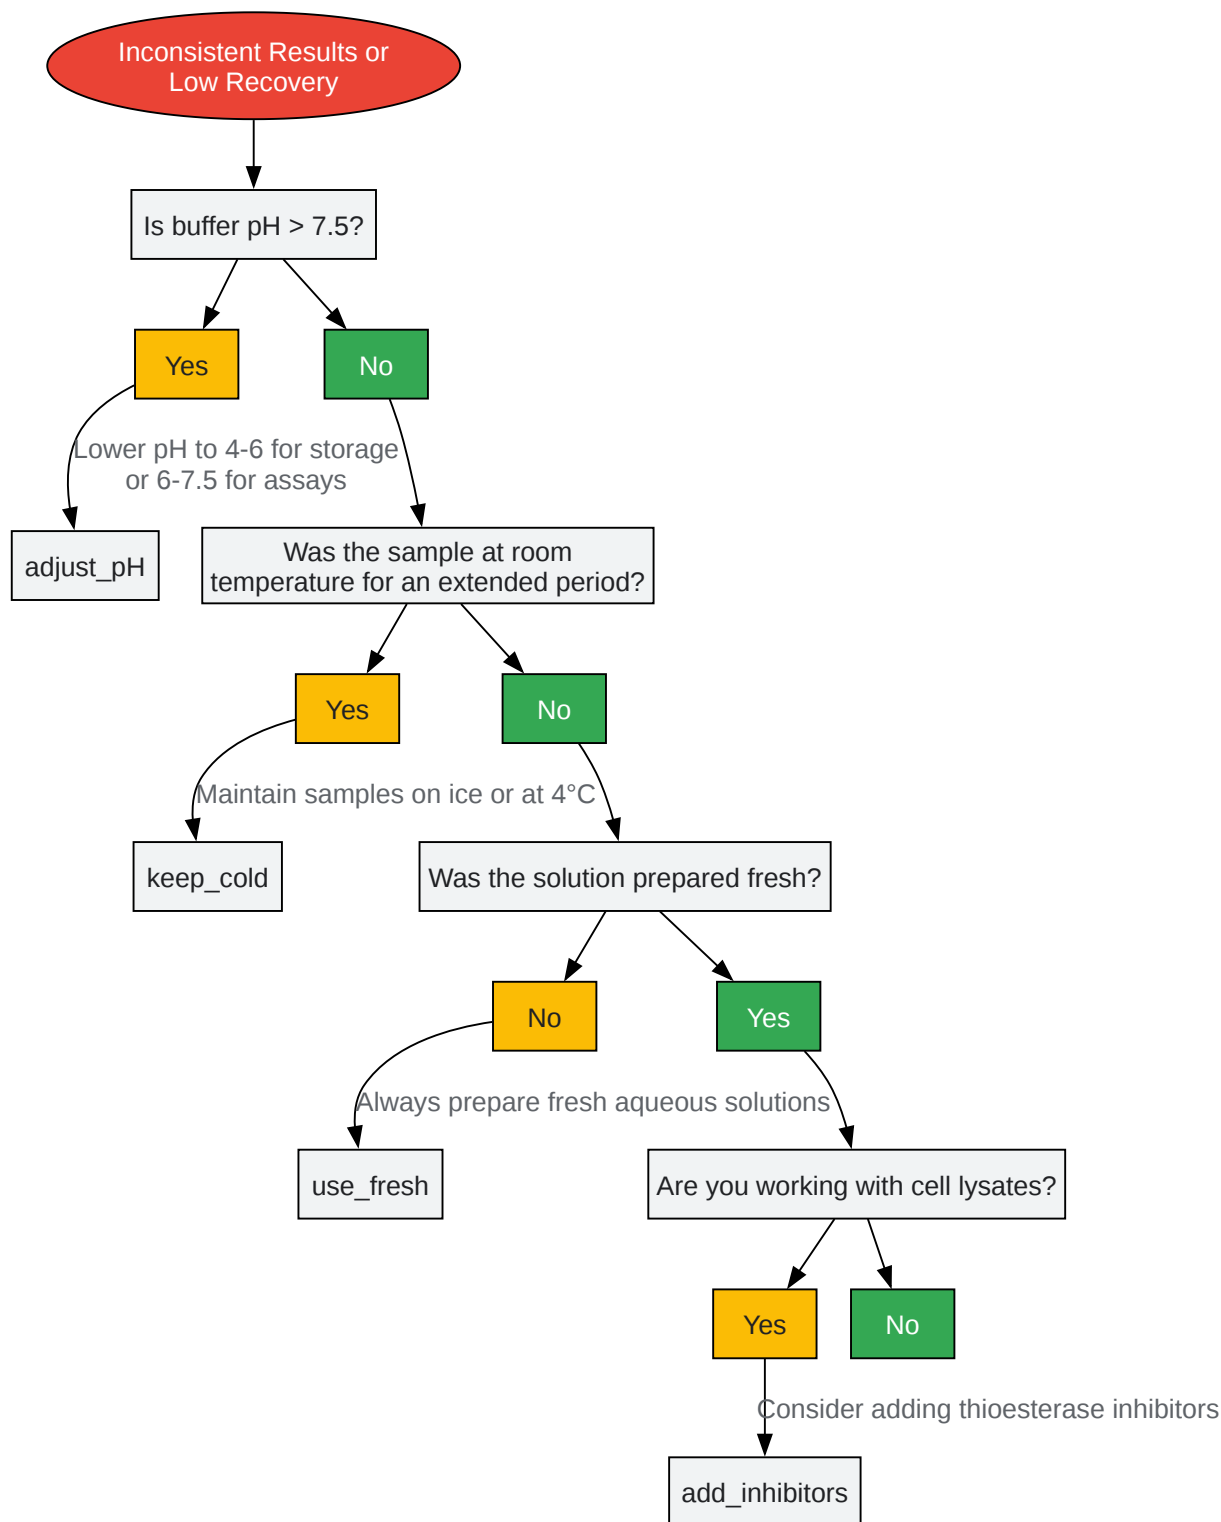 Inconsistent Results or
Low Recovery
Is buffer pH > 7.5?
Yes
No
Lower pH to 4-6 for storage
or 6-7.5 for assays
adjust_pH
Was the sample at room
temperature for an extended period?
Yes
No
Maintain samples on ice or at 4°C
keep_cold
Was the solution prepared fresh?
No
Yes
Always prepare fresh aqueous solutions
use_fresh
Are you working with cell lysates?
Yes
No
Consider adding thioesterase inhibitors
add_inhibitors